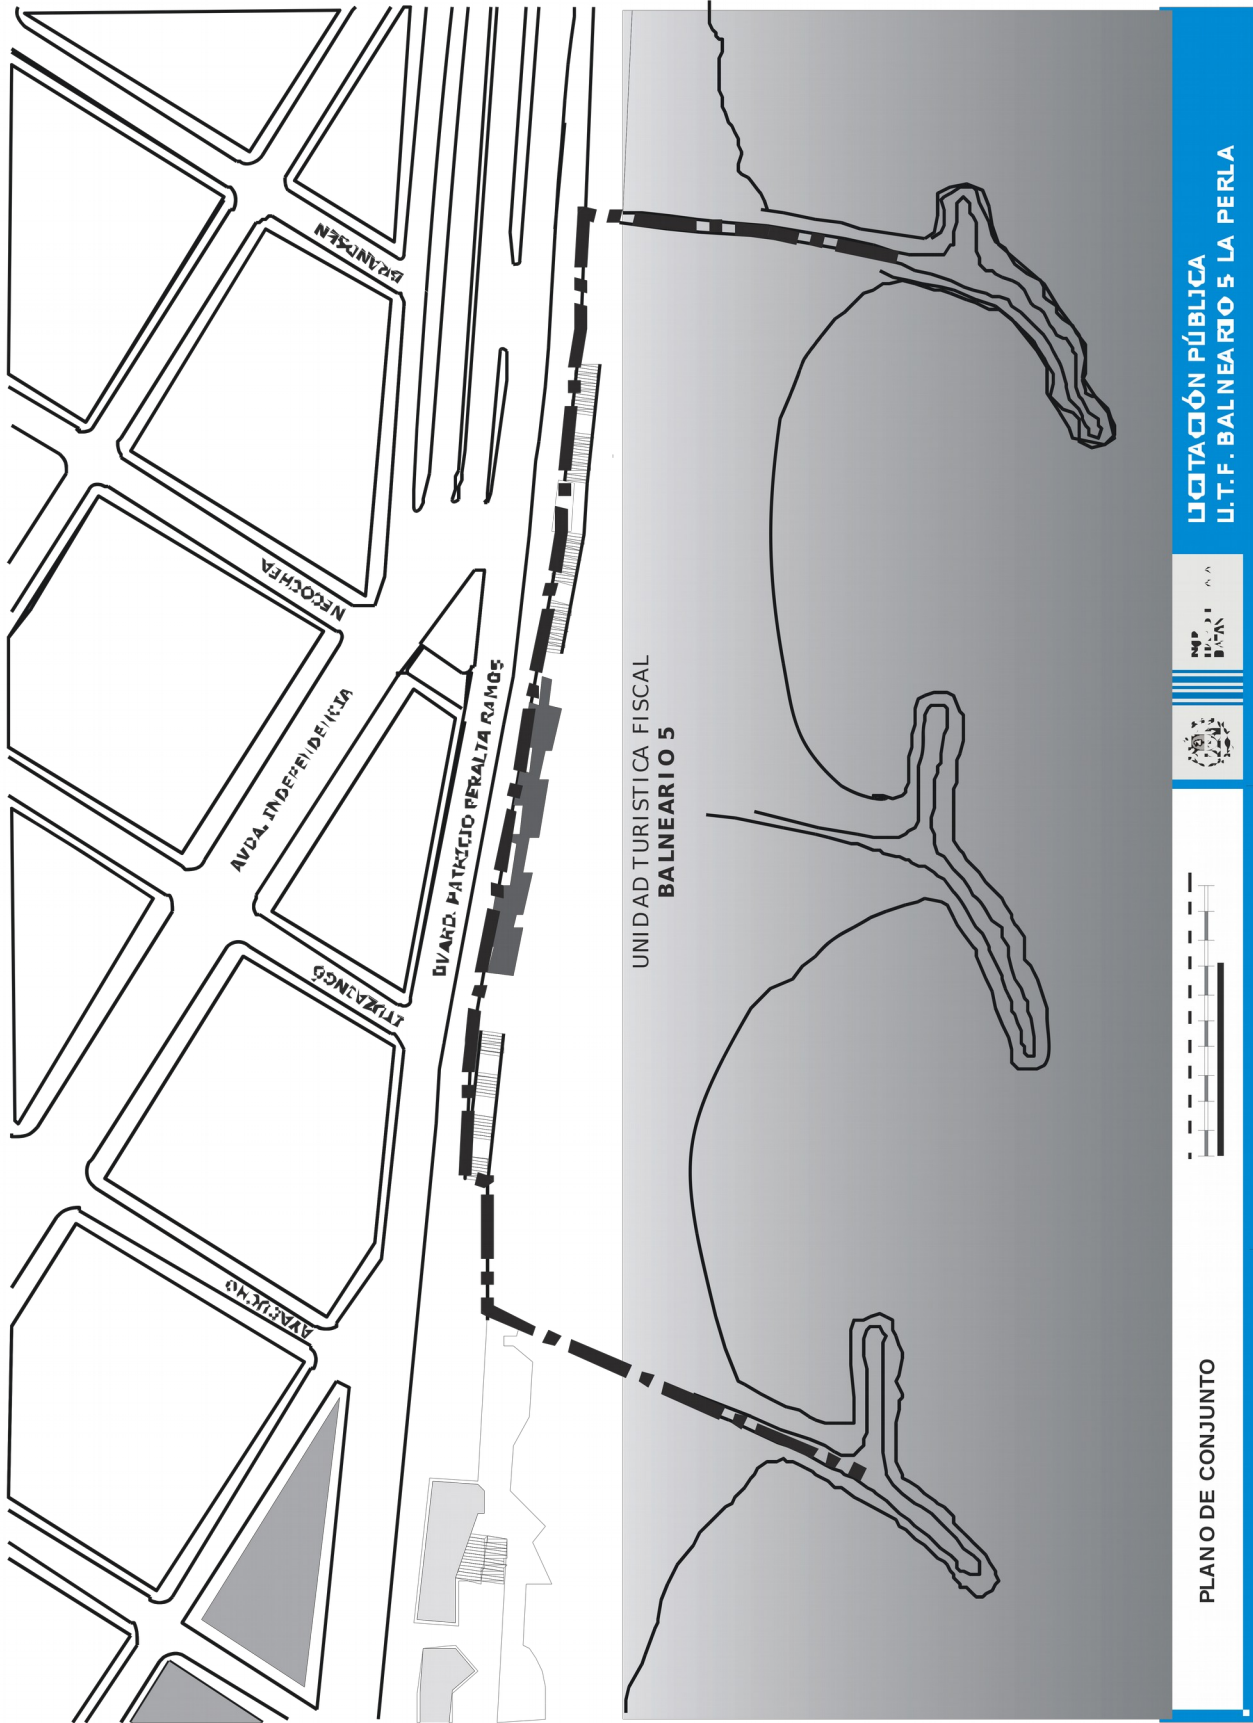 BRANDSEN
NECOCHEA
AVDA. INDEPENDENCIA
BVARD. PATRICIO PERALTA RAMOS
ITUZAINGÓ
AYACUCHO
UNIDAD TURISTICA FISCAL
BALNEARIO 5
LICITACIÓN PÚBLICA
U.T.F. BALNEARIO 5 LA PERLA
PLANO DE CONJUNTO